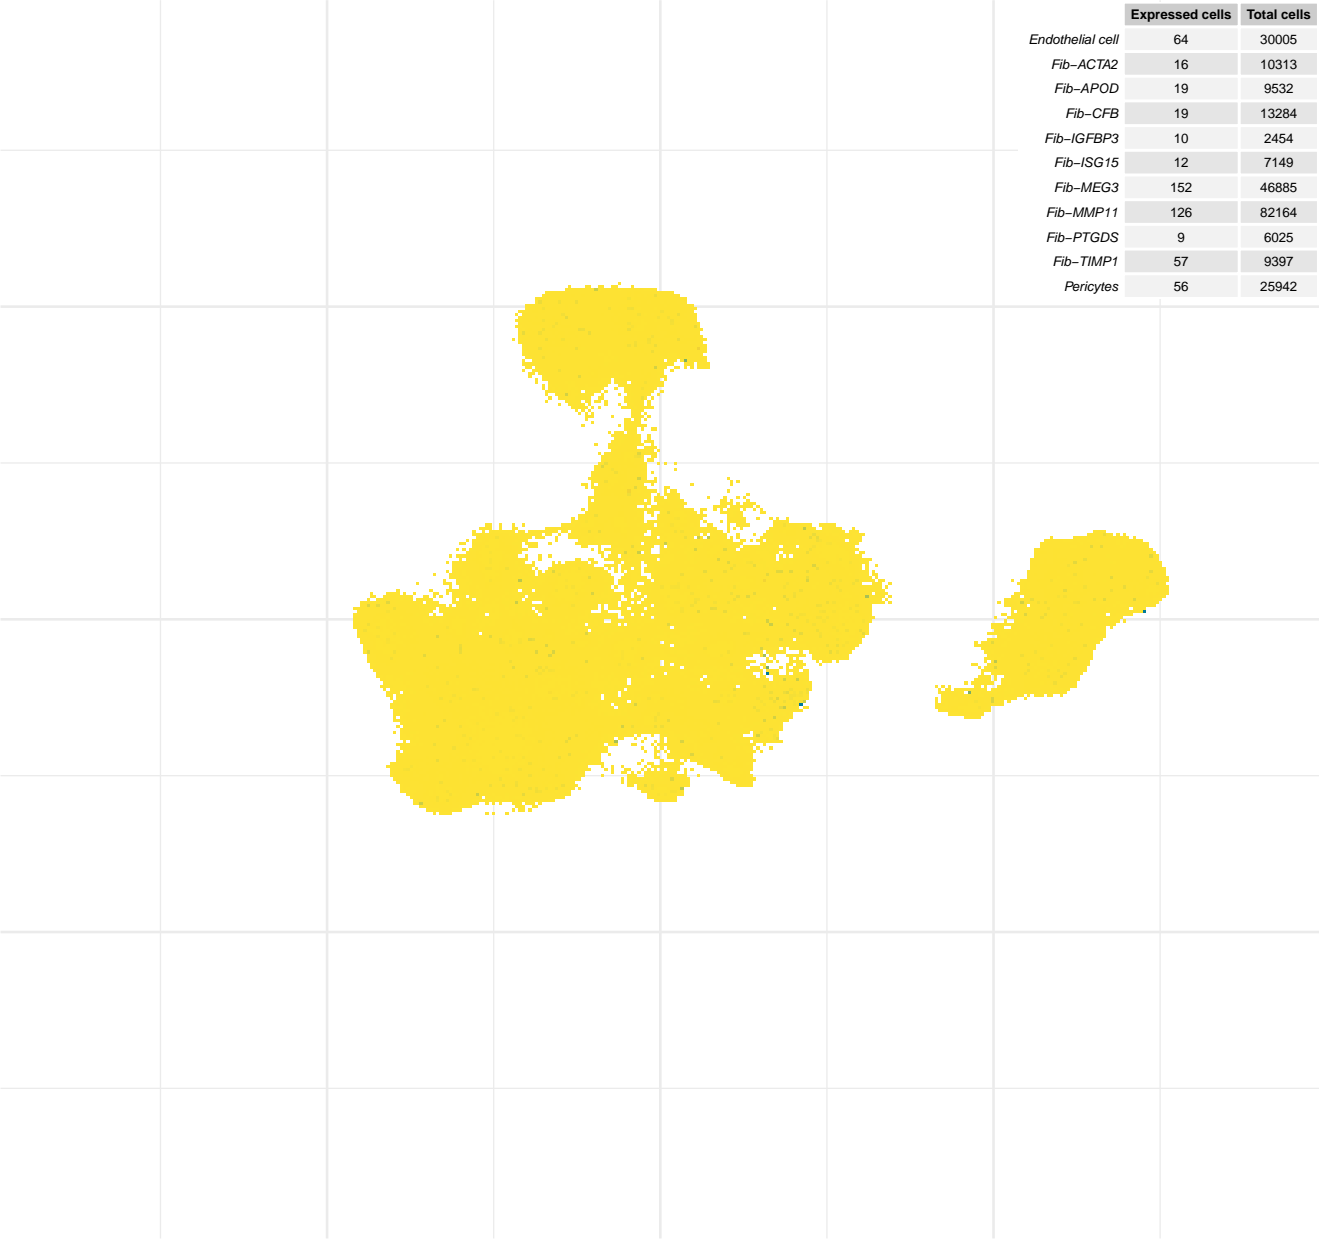 Expressed cells Total cells
Endothelial cell 64 30005
Fib−ACTA2 16 10313
Fib−APOD 19 9532
Fib−CFB 19 13284
Fib−IGFBP3 10 2454
Fib−ISG15 12 7149
Fib−MEG3 152 46885
Fib−MMP11 126 82164
Fib−PTGDS 9 6025
Fib−TIMP1 57 9397
Pericytes 56 25942